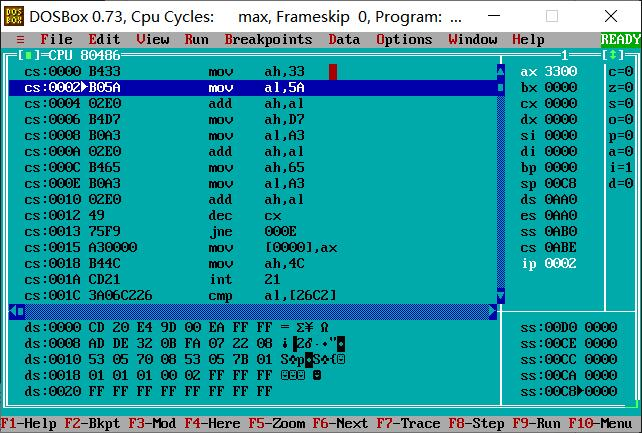 DOSBox 0.73, Cpu Cycles: max, Frameskip 0, Program: ...
≡ File Edit View Run Breakpoints Data Options Window Help READY
[■]=CPU 80486 1=[↕]
cs:0000 B433 mov ah,33 ax 3300 c=0
cs:0002►B05A mov al,5A bx 0000 z=0
cs:0004 02E0 add ah,al cx 0000 s=0
cs:0006 B4D7 mov ah,D7 dx 0000 o=0
cs:0008 B0A3 mov al,A3 si 0000 p=0
cs:000A 02E0 add ah,al di 0000 a=0
cs:000C B465 mov ah,65 bp 0000 i=1
cs:000E B0A3 mov al,A3 sp 00C8 d=0
cs:0010 02E0 add ah,al ds 0AA0
cs:0012 49 dec cx es 0AA0
cs:0013 75F9 jne 000E ss 0AB0
cs:0015 A30000 mov [0000],ax cs 0ABE
cs:0018 B44C mov ah,4C ip 0002
cs:001A CD21 int 21
cs:001C 3A06C226 cmp al,[26C2]
ds:0000 CD 20 E4 9D 00 EA FF FF = Σ¥ Ω ss:00D0 0000
ds:0008 AD DE 32 0B FA 07 22 08 ss:00CE 0000
ds:0010 53 05 70 08 53 05 7B 01 S♣p◘S♣{☺ ss:00CC 0000
ds:0018 01 01 01 00 02 FF FF FF ☺☺☺ ☻ ss:00CA 0000
ds:0020 FF FF FF FF FF FF FF FF ss:00C8►0000
F1-Help F2-Bkpt F3-Mod F4-Here F5-Zoom F6-Next F7-Trace F8-Step F9-Run F10-Menu